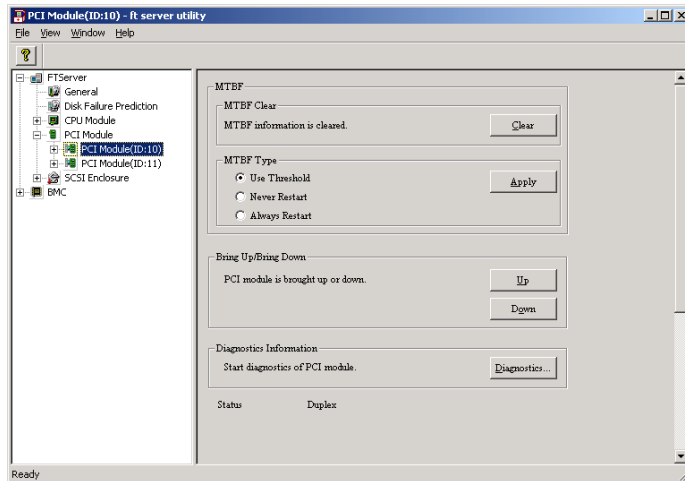 PCI Module(ID:10) - ft server utility
File View Window Help
FTServer
General
Disk Failure Prediction
CPU Module
PCI Module
PCI Module(ID:10)
PCI Module(ID:11)
SCSI Enclosure
BMC
MTBF
MTBF Clear
MTBF information is cleared.
Clear
MTBF Type
Use Threshold
Never Restart
Always Restart
Apply
Bring Up/Bring Down
PCI module is brought up or down.
Up
Down
Diagnostics Information
Start diagnostics of PCI module.
Diagnostics...
Status Duplex
Ready